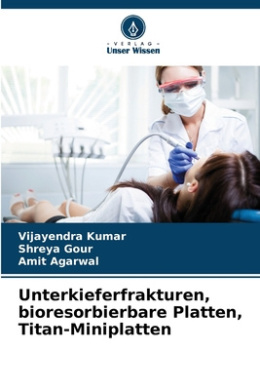 VERLAG
Unser Wissen
Vijayendra Kumar
Shreya Gour
Amit Agarwal
Unterkieferfrakturen,
bioresorbierbare Platten,
Titan-Miniplatten